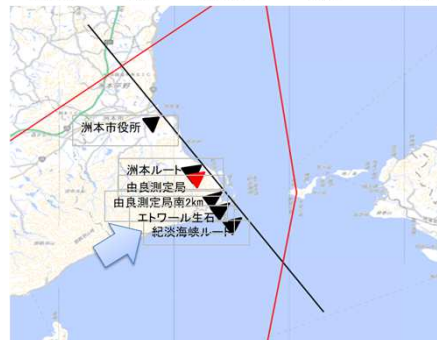 洲本市役所
洲本ルート
由良測定局
由良測定局南2km
エトワール生石
紀淡海峡ルート